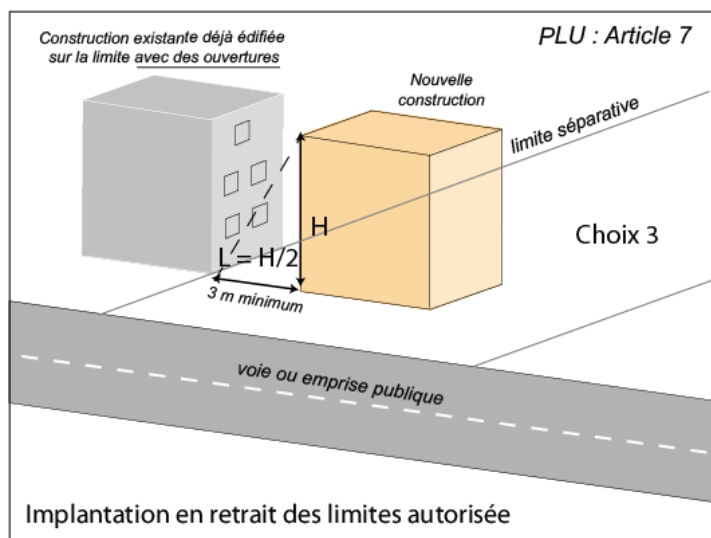 Construction existante déjà édifiée
sur la limite avec des ouvertures
PLU : Article 7
Nouvelle
construction
limite séparative
Choix 3
H
L = H/2
3 m minimum
voie ou emprise publique
Implantation en retrait des limites autorisée